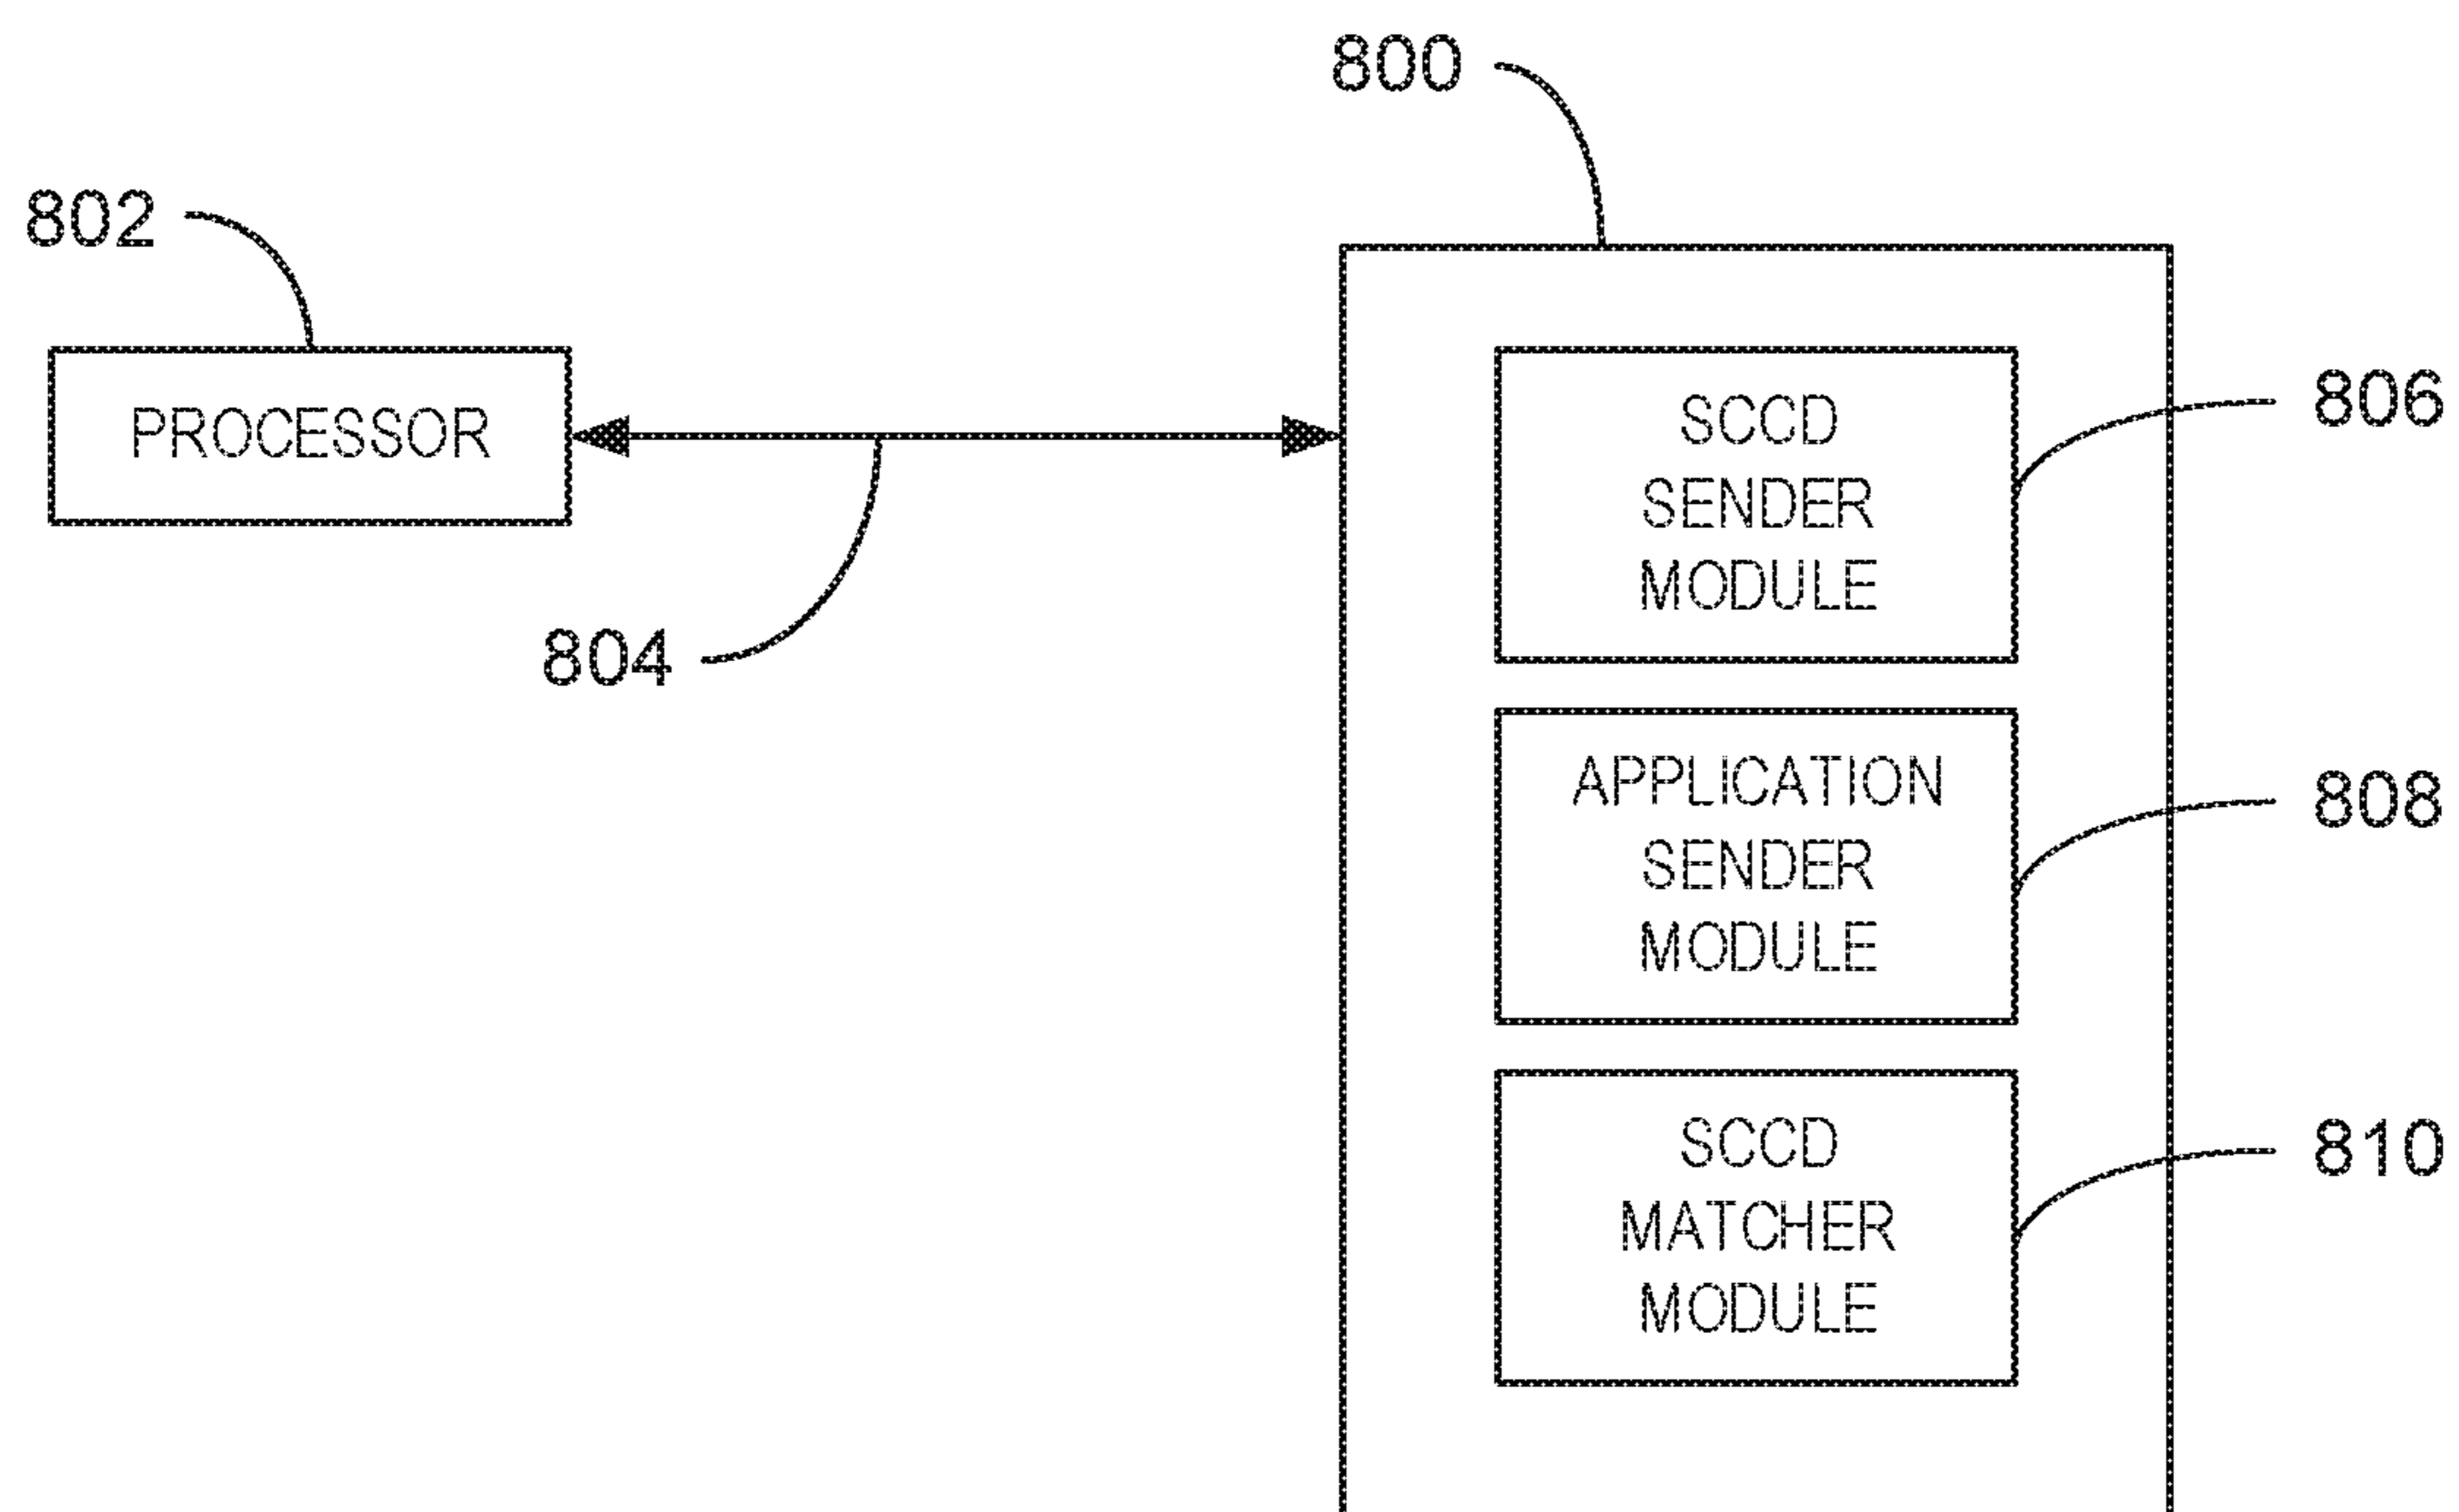 800
802
PROCESSOR
804
SCCD
SENDER
MODULE
806
APPLICATION
SENDER
MODULE
808
SCCD
MATCHER
MODULE
810